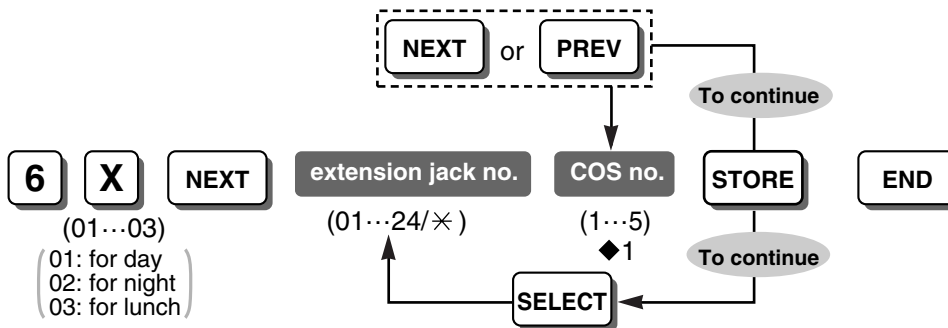 NEXT or PREV
To continue
6 X NEXT extension jack no. COS no. STORE END
(01···03) (01···24/✳) (1···5)
◆1
01: for day
02: for night
03: for lunch
To continue
SELECT